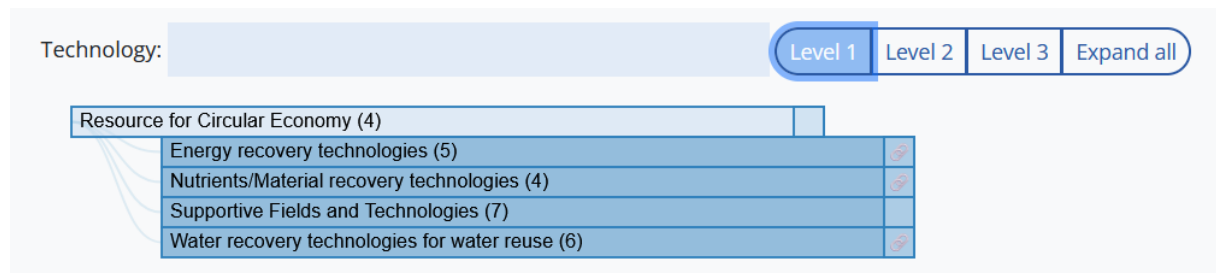 Technology:
Level 1 Level 2 Level 3 Expand all
Resource for Circular Economy (4)
Energy recovery technologies (5)
Nutrients/Material recovery technologies (4)
Supportive Fields and Technologies (7)
Water recovery technologies for water reuse (6)